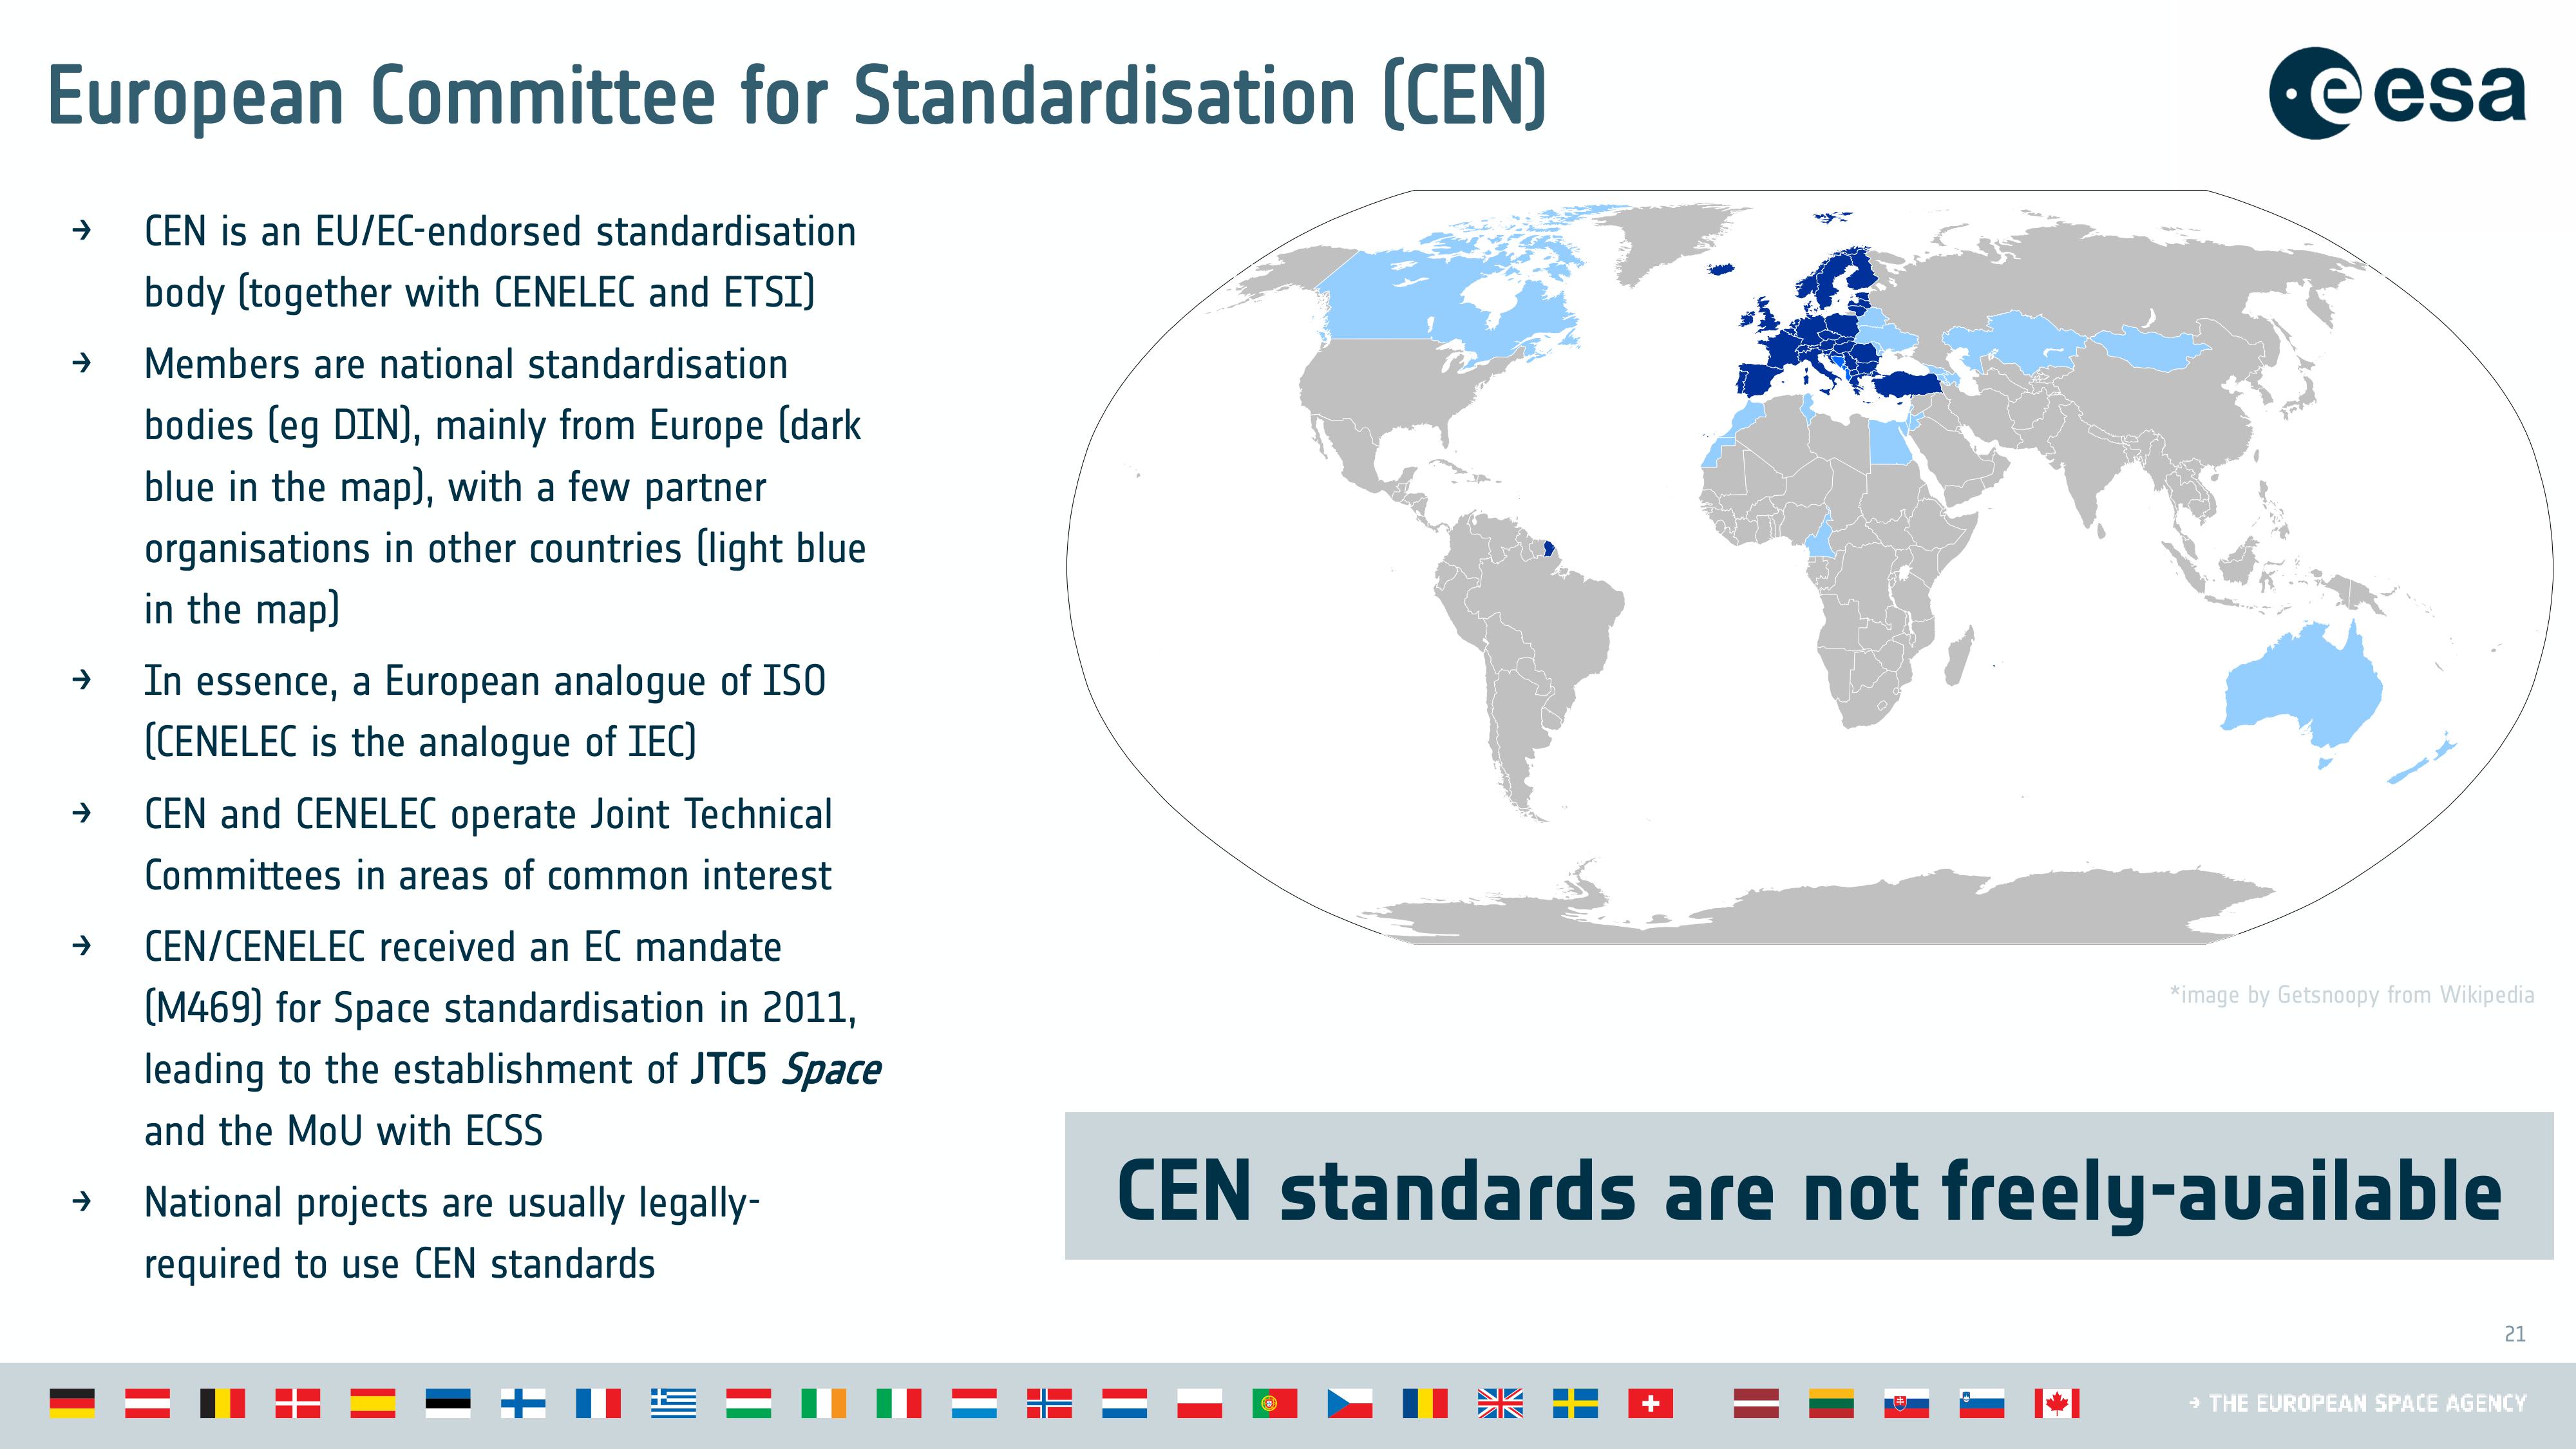 European Committee for Standardisation (CEN)
esa
→ CEN is an EU/EC-endorsed standardisation
body (together with CENELEC and ETSI)
→ Members are national standardisation
bodies (eg DIN), mainly from Europe (dark
blue in the map), with a few partner
organisations in other countries (light blue
in the map)
→ In essence, a European analogue of ISO
(CENELEC is the analogue of IEC)
→ CEN and CENELEC operate Joint Technical
Committees in areas of common interest
→ CEN/CENELEC received an EC mandate
(M469) for Space standardisation in 2011,
leading to the establishment of JTC5 Space
and the MoU with ECSS
→ National projects are usually legally-
required to use CEN standards
*image by Getsnoopy from Wikipedia
CEN standards are not freely-available
21
→ THE EUROPEAN SPACE AGENCY